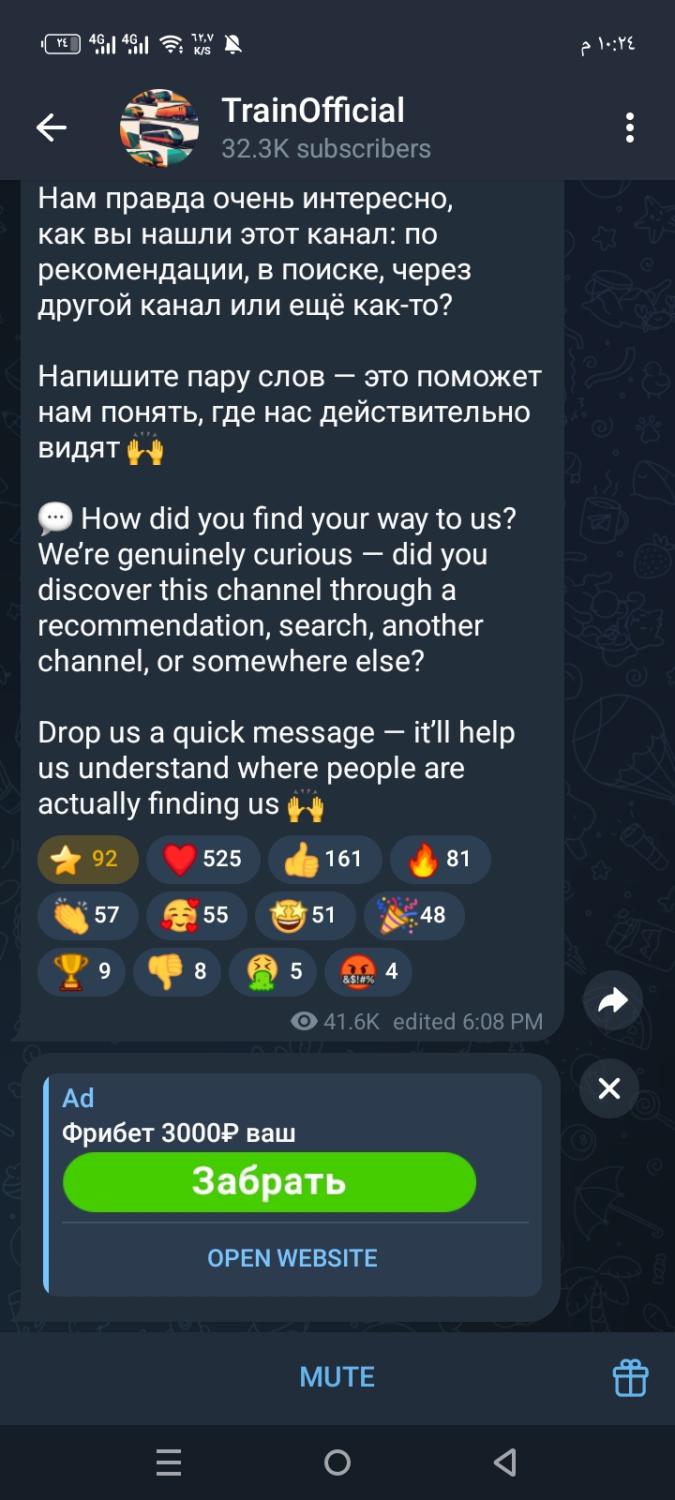 ٢٤ 4G 4G ٦٢,٧ K/S ١٠:٢٤ م
TrainOfficial
32.3K subscribers
Нам правда очень интересно,
как вы нашли этот канал: по
рекомендации, в поиске, через
другой канал или ещё как-то?
Напишите пару слов — это поможет
нам понять, где нас действительно
видят 🙌
💬 How did you find your way to us?
We’re genuinely curious — did you
discover this channel through a
recommendation, search, another
channel, or somewhere else?
Drop us a quick message — it’ll help
us understand where people are
actually finding us 🙌
92 525 161 81
57 55 51 48
9 8 5 4
41.6K edited 6:08 PM
Ad
Фрибет 3000₽ ваш
Забрать
OPEN WEBSITE
MUTE